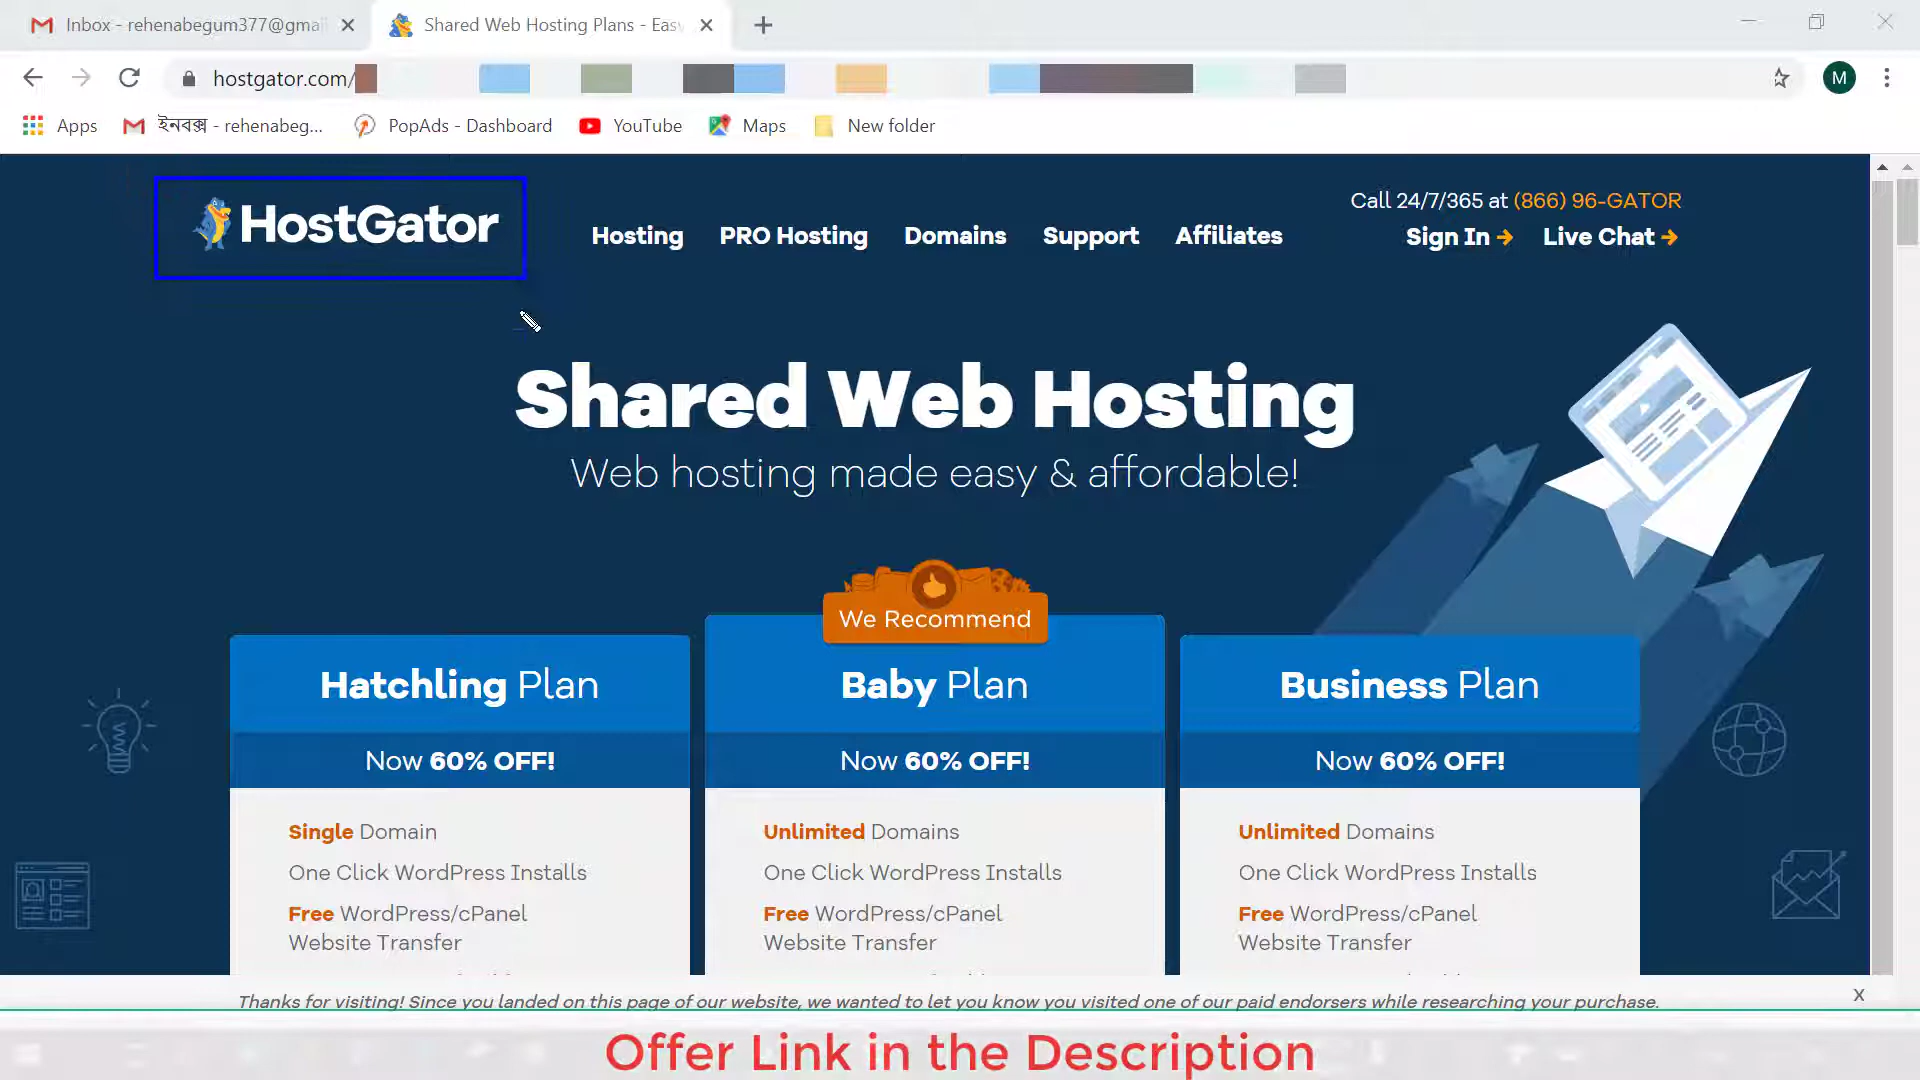 Inbox - rehenabegum377@gmai
Shared Web Hosting Plans - Easy
hostgator.com/
M
Apps
ইনবক্স - rehenabeg...
PopAds - Dashboard
YouTube
Maps
New folder
HostGator
Hosting
PRO Hosting
Domains
Support
Affiliates
Call 24/7/365 at (866) 96-GATOR
Sign In → Live Chat →
Shared Web Hosting
Web hosting made easy & affordable!
We Recommend
Hatchling Plan
Now 60% OFF!
Single Domain
One Click WordPress Installs
Free WordPress/cPanel
Website Transfer
Baby Plan
Now 60% OFF!
Unlimited Domains
One Click WordPress Installs
Free WordPress/cPanel
Website Transfer
Business Plan
Now 60% OFF!
Unlimited Domains
One Click WordPress Installs
Free WordPress/cPanel
Website Transfer
Thanks for visiting! Since you landed on this page of our website, we wanted to let you know you visited one of our paid endorsers while researching your purchase.
X
Offer Link in the Description